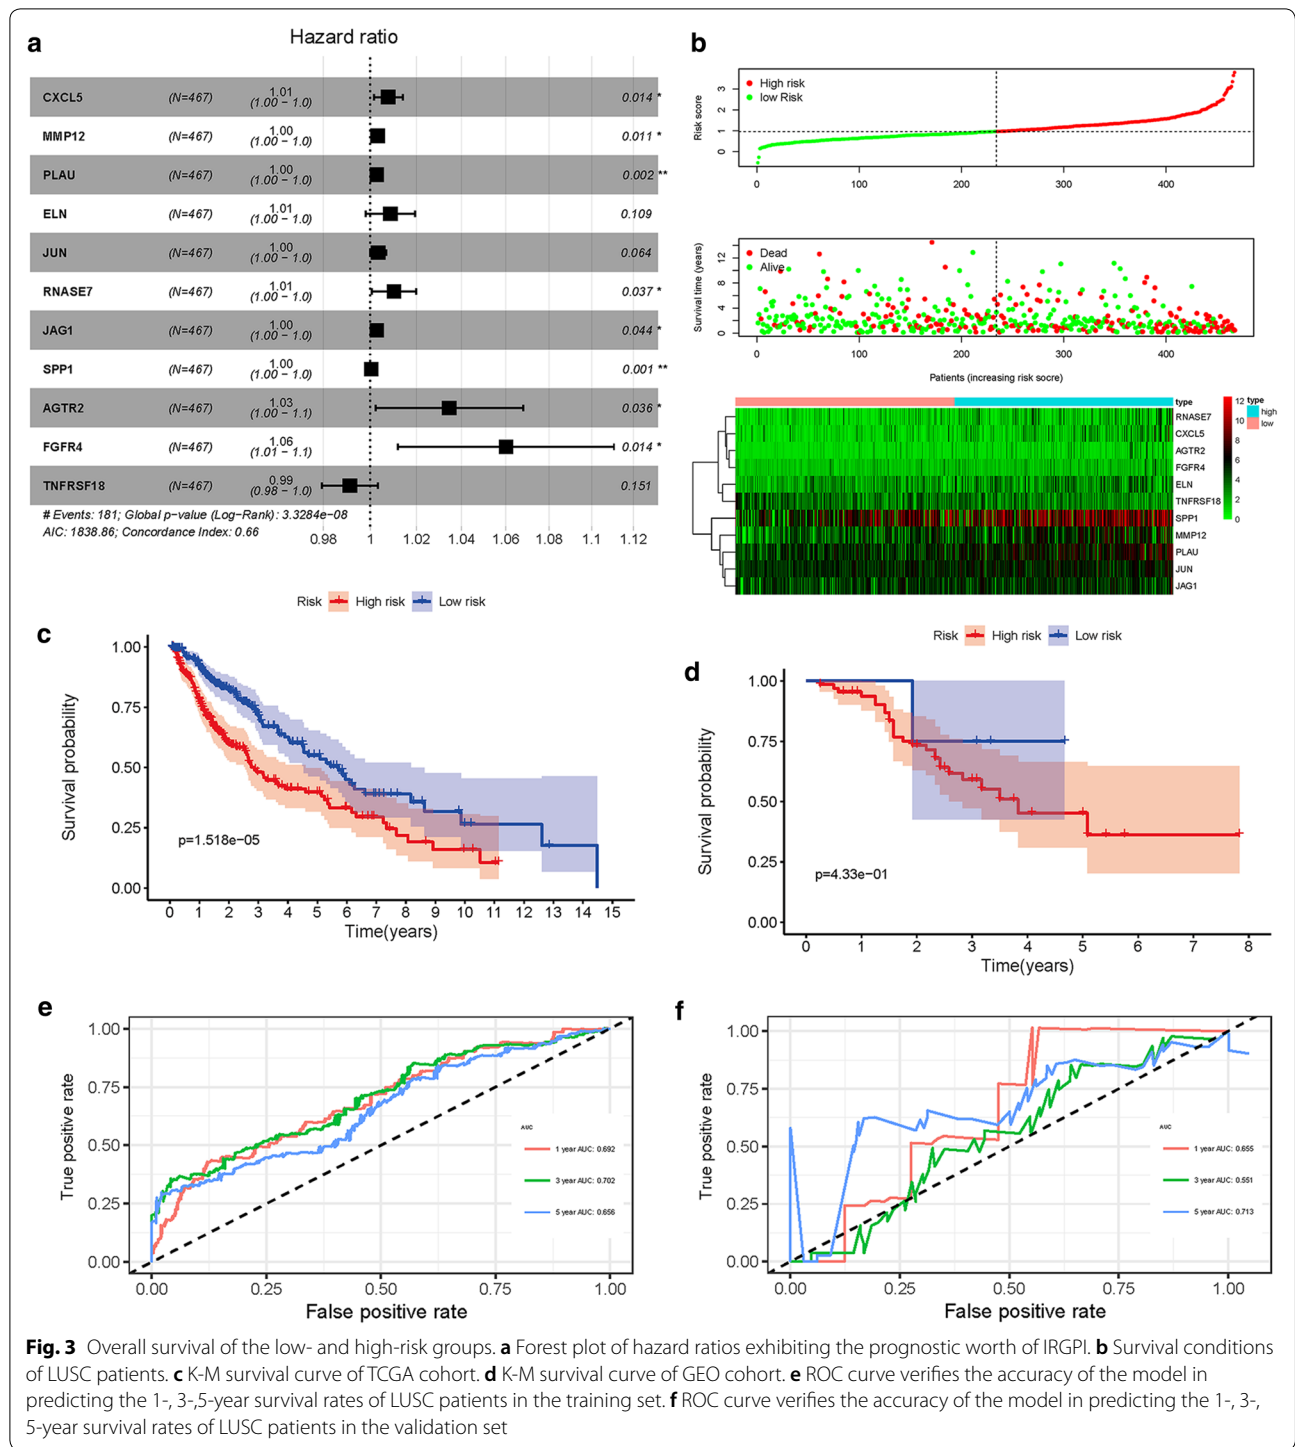 a
Hazard ratio
CXCL5 (N=467) 1.01 (1.00 − 1.0) 0.014 *
MMP12 (N=467) 1.00 (1.00 − 1.0) 0.011 *
PLAU (N=467) 1.00 (1.00 − 1.0) 0.002 **
ELN (N=467) 1.01 (1.00 − 1.0) 0.109
JUN (N=467) 1.00 (1.00 − 1.0) 0.064
RNASE7 (N=467) 1.01 (1.00 − 1.0) 0.037 *
JAG1 (N=467) 1.00 (1.00 − 1.0) 0.044 *
SPP1 (N=467) 1.00 (1.00 − 1.0) 0.001 **
AGTR2 (N=467) 1.03 (1.00 − 1.1) 0.036 *
FGFR4 (N=467) 1.06 (1.01 − 1.1) 0.014 *
TNFRSF18 (N=467) 0.99 (0.98 − 1.0) 0.151
# Events: 181; Global p−value (Log−Rank): 3.3284e−08
AIC: 1838.86; Concordance Index: 0.66
0.98 1 1.02 1.04 1.06 1.08 1.1 1.12
b
High risk
low Risk
Risk score
3
2
1
0
0 100 200 300 400
Dead
Alive
Survival time (years)
12
8
4
0
0 100 200 300 400
Patients (increasing risk socre)
type
RNASE7
CXCL5
AGTR2
FGFR4
ELN
TNFRSF18
SPP1
MMP12
PLAU
JUN
JAG1
12
10
8
6
4
2
0
type
high
low
c
Risk High risk Low risk
Survival probability
1.00
0.75
0.50
0.25
0.00
p=1.518e−05
0 1 2 3 4 5 6 7 8 9 10 11 12 13 14 15
Time(years)
d
Risk High risk Low risk
Survival probability
1.00
0.75
0.50
0.25
0.00
p=4.33e−01
0 1 2 3 4 5 6 7 8
Time(years)
e
True positive rate
1.00
0.75
0.50
0.25
0.00
AUC
1 year AUC: 0.692
3 year AUC: 0.702
5 year AUC: 0.656
0.00 0.25 0.50 0.75 1.00
False positive rate
f
True positive rate
1.00
0.75
0.50
0.25
0.00
AUC
1 year AUC: 0.655
3 year AUC: 0.551
5 year AUC: 0.713
0.00 0.25 0.50 0.75 1.00
False positive rate
Fig. 3 Overall survival of the low- and high-risk groups. a Forest plot of hazard ratios exhibiting the prognostic worth of IRGPI. b Survival conditions
of LUSC patients. c K-M survival curve of TCGA cohort. d K-M survival curve of GEO cohort. e ROC curve verifies the accuracy of the model in
predicting the 1-, 3-,5-year survival rates of LUSC patients in the training set. f ROC curve verifies the accuracy of the model in predicting the 1-, 3-,
5-year survival rates of LUSC patients in the validation set